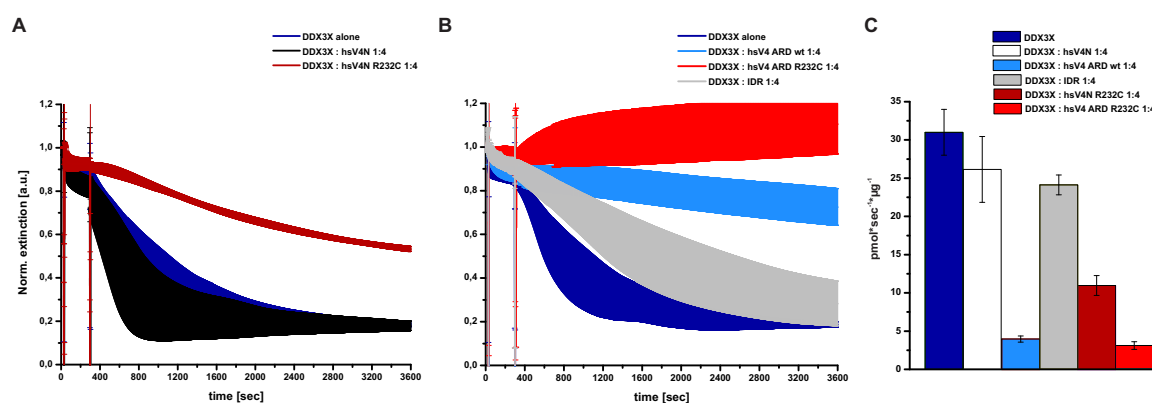 A
DDX3X alone
DDX3X : hsV4N 1:4
DDX3X : hsV4N R232C 1:4
1,2
1,0
0,8
0,6
0,4
0,2
0,0
Norm. extinction [a.u.]
0 400 800 1200 1600 2000 2400 2800 3200 3600
time [sec]
B
DDX3X alone
DDX3X : hsV4 ARD wt 1:4
DDX3X : hsV4 ARD R232C 1:4
DDX3X : IDR 1:4
1,2
1,0
0,8
0,6
0,4
0,2
0,0
0 400 800 1200 1600 2000 2400 2800 3200 3600
time [sec]
C
DDX3X
DDX3X : hsV4N 1:4
DDX3X : hsV4 ARD wt 1:4
DDX3X : IDR 1:4
DDX3X : hsV4N R232C 1:4
DDX3X : hsV4 ARD R232C 1:4
35
30
25
20
15
10
5
0
pmol*sec⁻¹*µg⁻¹